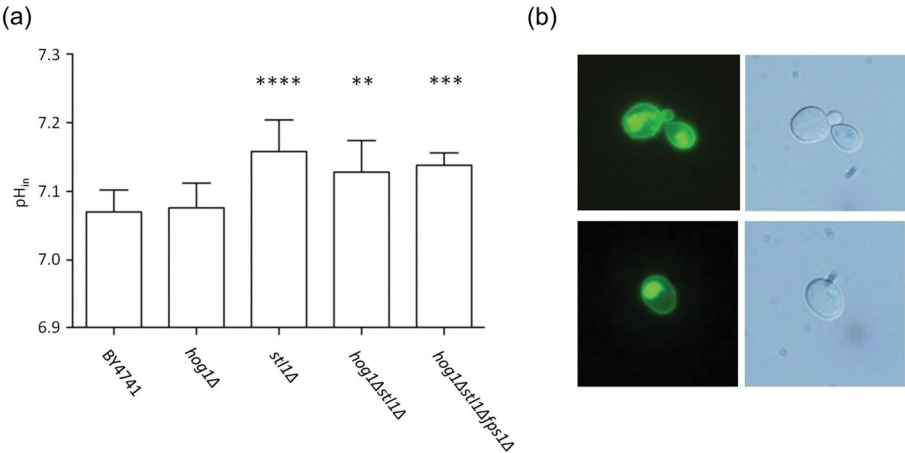 (a)
(b)
7.3
7.2
7.1
7.0
6.9
pHin
****
**
***
BY4741
hog1Δ
stl1Δ
hog1Δstl1Δ
hog1Δstl1Δfps1Δ